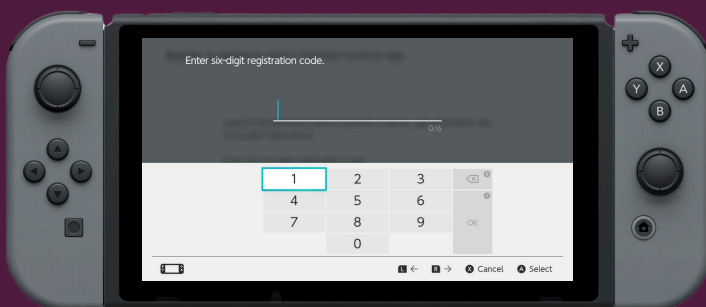 Enter six-digit registration code.
0/6
1 2 3
4 5 6
7 8 9 OK
0
L ← R → X Cancel A Select
X
Y A
B